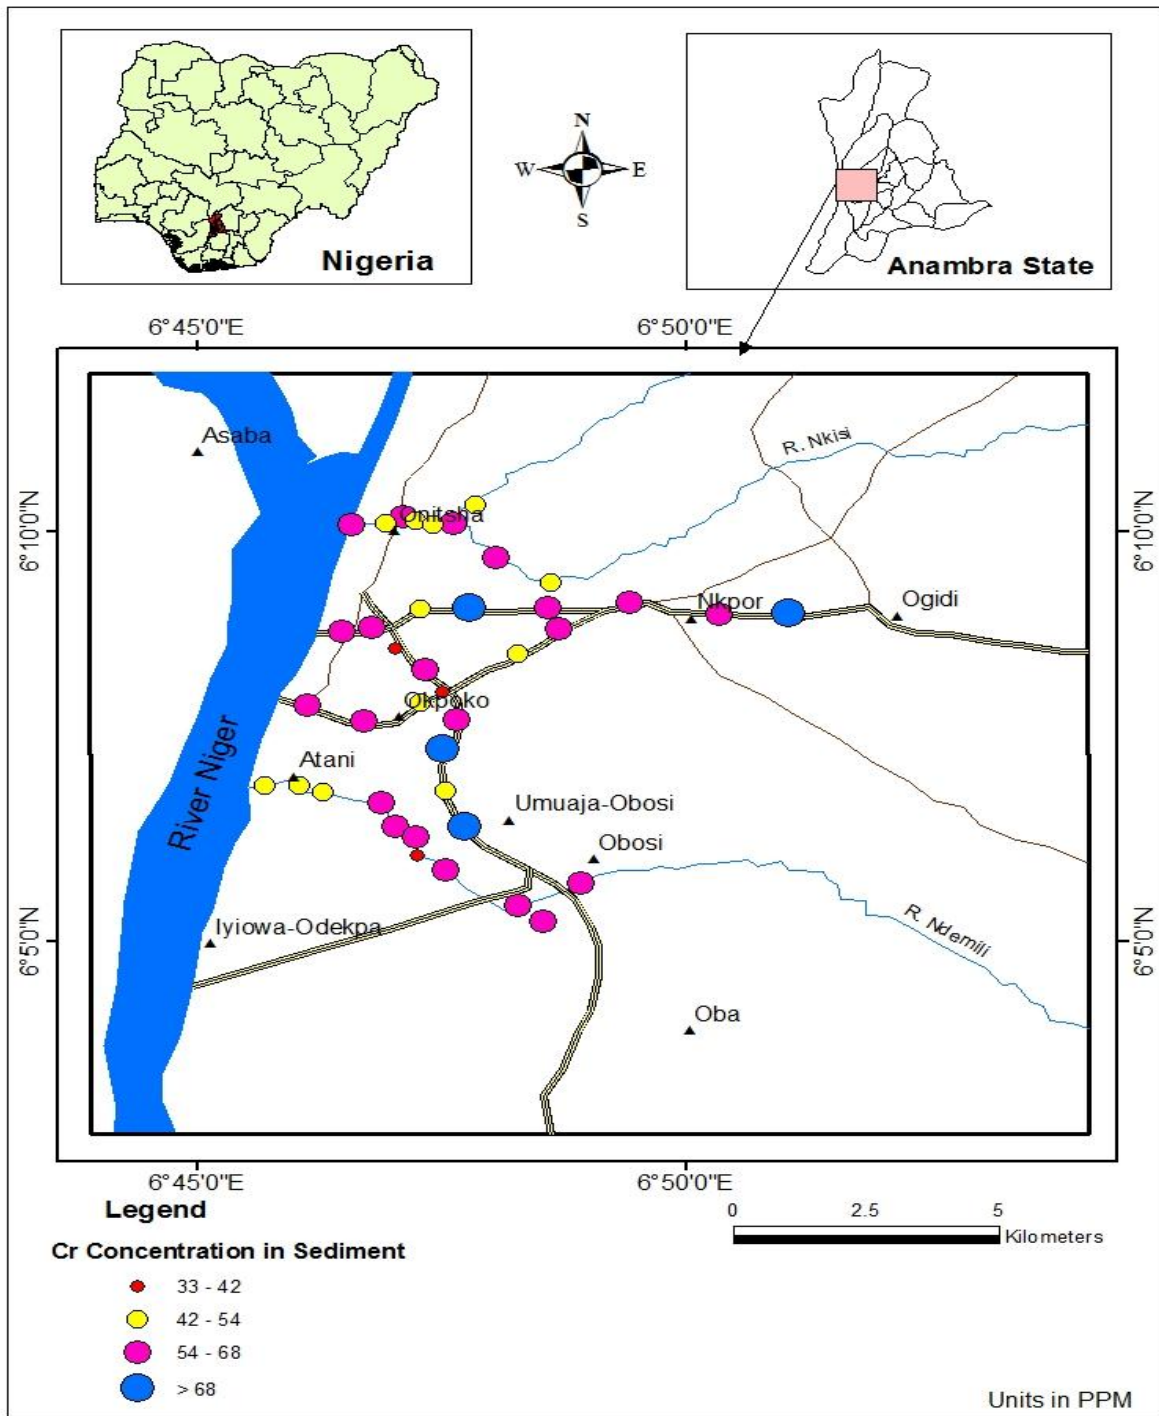 Nigeria
N
W E
S
Anambra State
6°45'0"E 6°50'0"E
6°10'0"N
6°10'0"N
6°5'0"N
6°5'0"N
Asaba
R. Nkisi
Onitsha
Nkpor
Ogidi
Okpoko
River Niger
Atani
Umuaja-Obosi
Obosi
R. Ndemili
Iyiowa-Odekpa
Oba
6°45'0"E 6°50'0"E
Legend
0 2.5 5
Kilometers
Cr Concentration in Sediment
33 - 42
42 - 54
54 - 68
> 68
Units in PPM